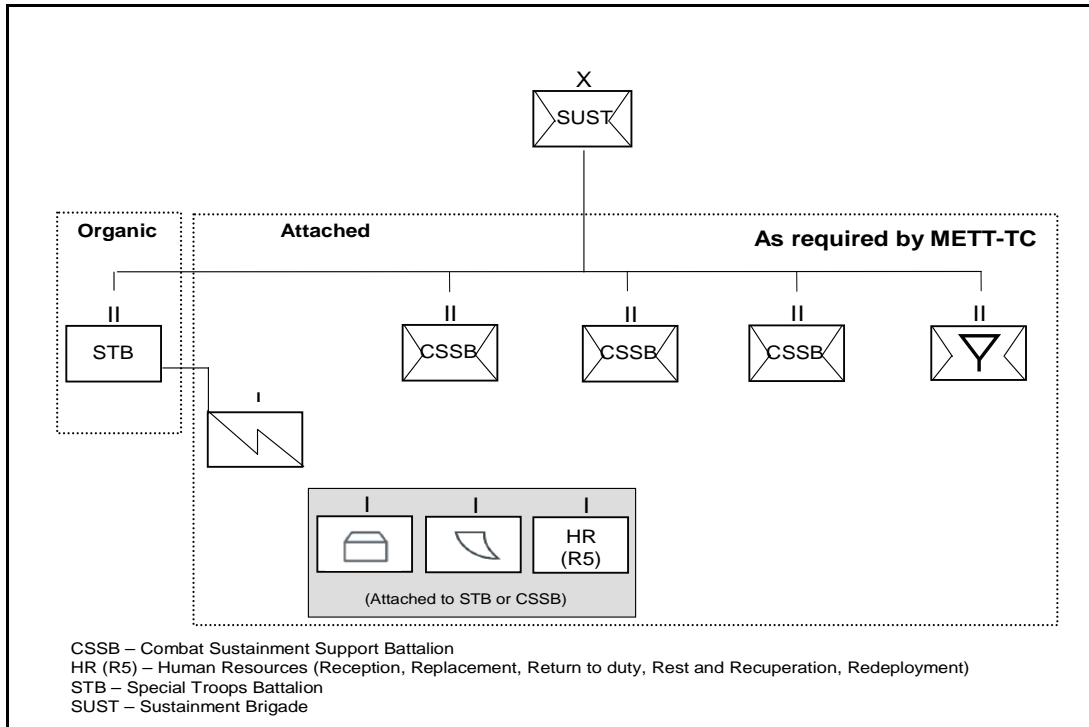 X
SUST
Organic
Attached
As required by METT-TC
II
II
II
II
II
STB
CSSB
CSSB
CSSB
I
I
I
I
HR
(R5)
(Attached to STB or CSSB)
CSSB – Combat Sustainment Support Battalion
HR (R5) – Human Resources (Reception, Replacement, Return to duty, Rest and Recuperation, Redeployment)
STB – Special Troops Battalion
SUST – Sustainment Brigade